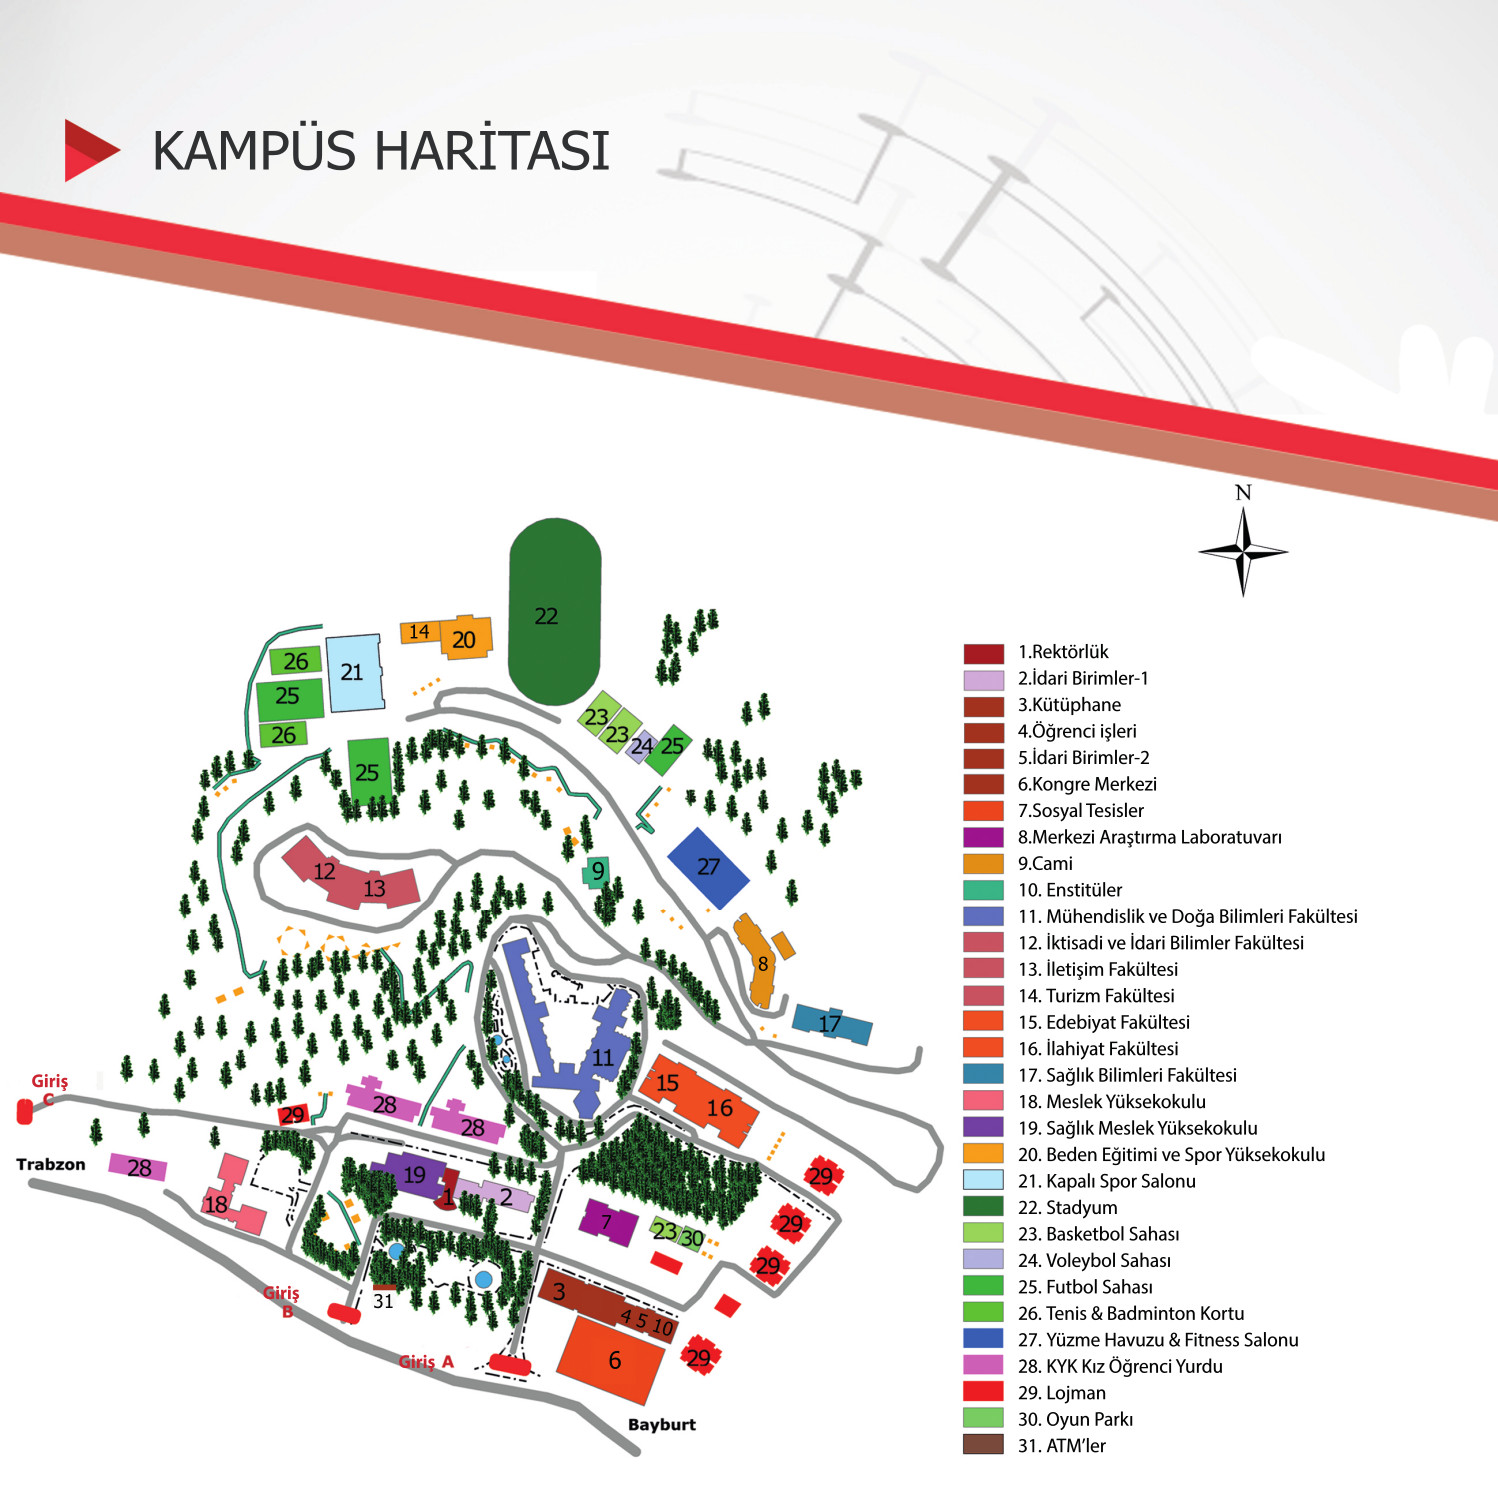 KAMPÜS HARİTASI
N
22
14
20
26
21
25
26
23
23
24
25
25
27
12
13
9
8
17
11
15
16
Giriş
C
29
28
28
Trabzon
28
18
19
1
2
29
7
23
30
29
29
Giriş
B
31
3
4 5 10
Giriş A
6
29
Bayburt
1.Rektörlük
2.İdari Birimler-1
3.Kütüphane
4.Öğrenci işleri
5.İdari Birimler-2
6.Kongre Merkezi
7.Sosyal Tesisler
8.Merkezi Araştırma Laboratuvarı
9.Cami
10. Enstitüler
11. Mühendislik ve Doğa Bilimleri Fakültesi
12. İktisadi ve İdari Bilimler Fakültesi
13. İletişim Fakültesi
14. Turizm Fakültesi
15. Edebiyat Fakültesi
16. İlahiyat Fakültesi
17. Sağlık Bilimleri Fakültesi
18. Meslek Yüksekokulu
19. Sağlık Meslek Yüksekokulu
20. Beden Eğitimi ve Spor Yüksekokulu
21. Kapalı Spor Salonu
22. Stadyum
23. Basketbol Sahası
24. Voleybol Sahası
25. Futbol Sahası
26. Tenis & Badminton Kortu
27. Yüzme Havuzu & Fitness Salonu
28. KYK Kız Öğrenci Yurdu
29. Lojman
30. Oyun Parkı
31. ATM'ler